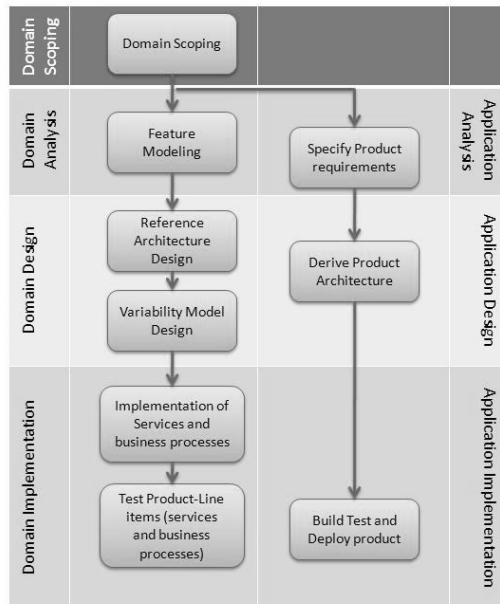 Domain
Scoping
Domain Scoping
Domain
Analysis
Feature
Modeling
Specify Product
requirements
Application
Analysis
Domain Design
Reference
Architecture
Design
Variability Model
Design
Derive Product
Architecture
Application Design
Domain Implementation
Implementation of
Services and
business processes
Test Product-Line
items (services
and business
processes)
Build Test and
Deploy product
Application Implementation